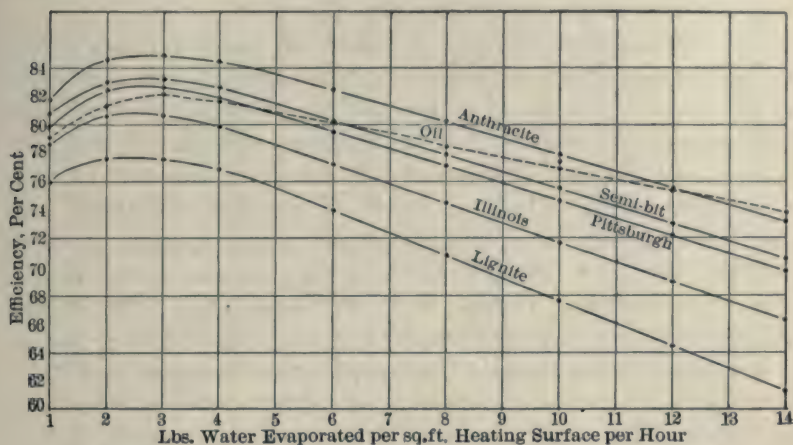 Efficiency, Per Cent
84
82
80
78
76
74
72
70
68
66
64
62
60
Anthracite
Oil
Semi-bit
Pittsburgh
Illinois
Lignite
1 2 3 4 5 6 7 8 9 10 11 12 13 14
Lbs. Water Evaporated per sq.ft. Heating Surface per Hour